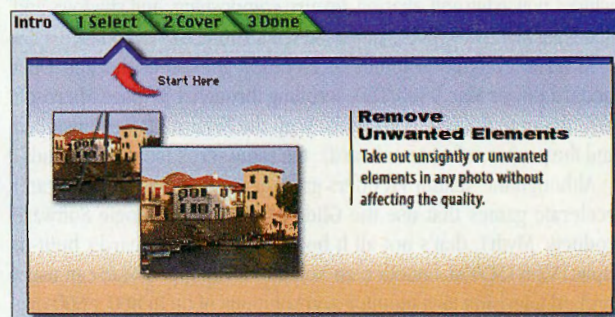 Intro
1 Select
2 Cover
3 Done
Start Here
Remove
Unwanted Elements
Take out unsightly or unwanted
elements in any photo without
affecting the quality.